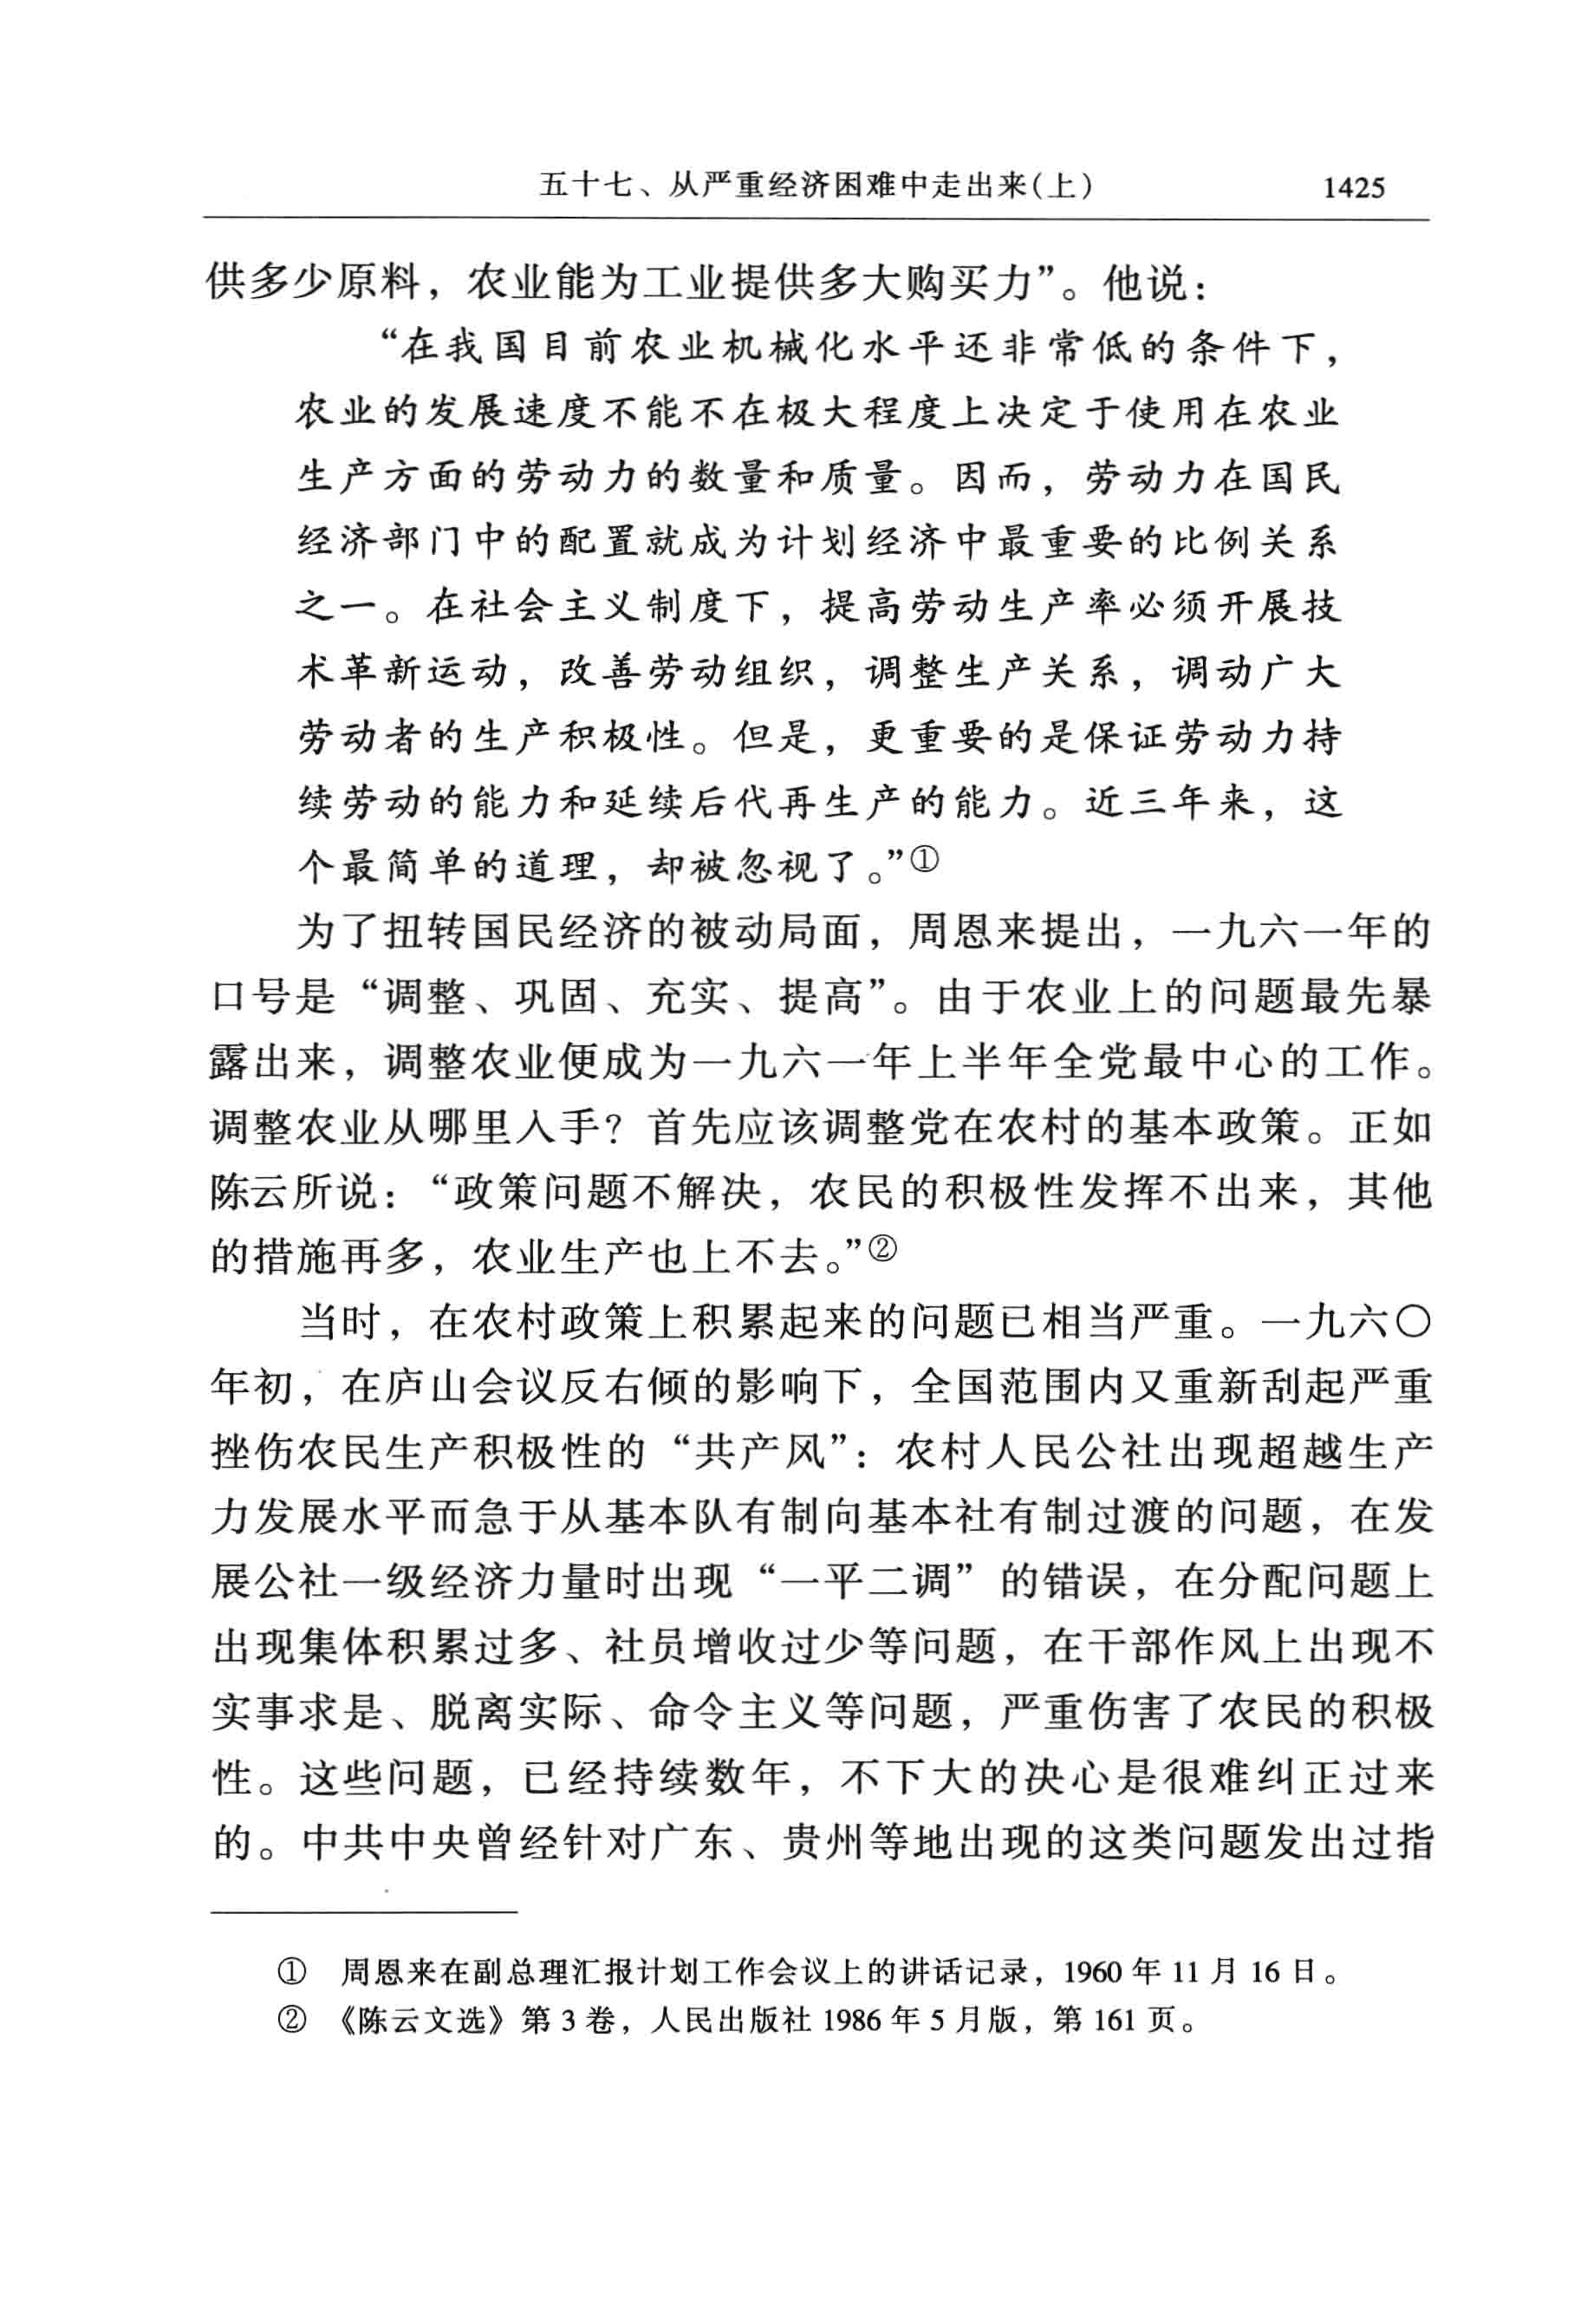 五十七、从严重经济困难中走出来(上) 1425
供多少原料，农业能为工业提供多大购买力”。他说：
“在我国目前农业机械化水平还非常低的条件下，
农业的发展速度不能不在极大程度上决定于使用在农业
生产方面的劳动力的数量和质量。因而，劳动力在国民
经济部门中的配置就成为计划经济中最重要的比例关系
之一。在社会主义制度下，提高劳动生产率必须开展技
术革新运动，改善劳动组织，调整生产关系，调动广大
劳动者的生产积极性。但是，更重要的是保证劳动力持
续劳动的能力和延续后代再生产的能力。近三年来，这
个最简单的道理，却被忽视了。”①
为了扭转国民经济的被动局面，周恩来提出，一九六一年的
口号是“调整、巩固、充实、提高”。由于农业上的问题最先暴
露出来，调整农业便成为一九六一年上半年全党最中心的工作。
调整农业从哪里入手？首先应该调整党在农村的基本政策。正如
陈云所说：“政策问题不解决，农民的积极性发挥不出来，其他
的措施再多，农业生产也上不去。”②
当时，在农村政策上积累起来的问题已相当严重。一九六〇
年初，在庐山会议反右倾的影响下，全国范围内又重新刮起严重
挫伤农民生产积极性的“共产风”：农村人民公社出现超越生产
力发展水平而急于从基本队有制向基本社有制过渡的问题，在发
展公社一级经济力量时出现“一平二调”的错误，在分配问题上
出现集体积累过多、社员增收过少等问题，在干部作风上出现不
实事求是、脱离实际、命令主义等问题，严重伤害了农民的积极
性。这些问题，已经持续数年，不下大的决心是很难纠正过来
的。中共中央曾经针对广东、贵州等地出现的这类问题发出过指
① 周恩来在副总理汇报计划工作会议上的讲话记录，1960 年 11 月 16 日。
② 《陈云文选》第 3 卷，人民出版社 1986 年 5 月版，第 161 页。